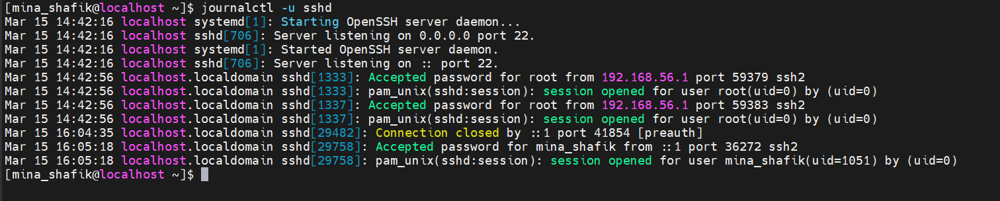 [mina_shafik@localhost ~]$ journalctl -u sshd
Mar 15 14:42:16 localhost systemd[1]: Starting OpenSSH server daemon...
Mar 15 14:42:16 localhost sshd[706]: Server listening on 0.0.0.0 port 22.
Mar 15 14:42:16 localhost systemd[1]: Started OpenSSH server daemon.
Mar 15 14:42:16 localhost sshd[706]: Server listening on :: port 22.
Mar 15 14:42:56 localhost.localdomain sshd[1333]: Accepted password for root from 192.168.56.1 port 59379 ssh2
Mar 15 14:42:56 localhost.localdomain sshd[1333]: pam_unix(sshd:session): session opened for user root(uid=0) by (uid=0)
Mar 15 14:42:56 localhost.localdomain sshd[1337]: Accepted password for root from 192.168.56.1 port 59383 ssh2
Mar 15 14:42:56 localhost.localdomain sshd[1337]: pam_unix(sshd:session): session opened for user root(uid=0) by (uid=0)
Mar 15 16:04:35 localhost.localdomain sshd[29482]: Connection closed by ::1 port 41854 [preauth]
Mar 15 16:05:18 localhost.localdomain sshd[29758]: Accepted password for mina_shafik from ::1 port 36272 ssh2
Mar 15 16:05:18 localhost.localdomain sshd[29758]: pam_unix(sshd:session): session opened for user mina_shafik(uid=1051) by (uid=0)
[mina_shafik@localhost ~]$